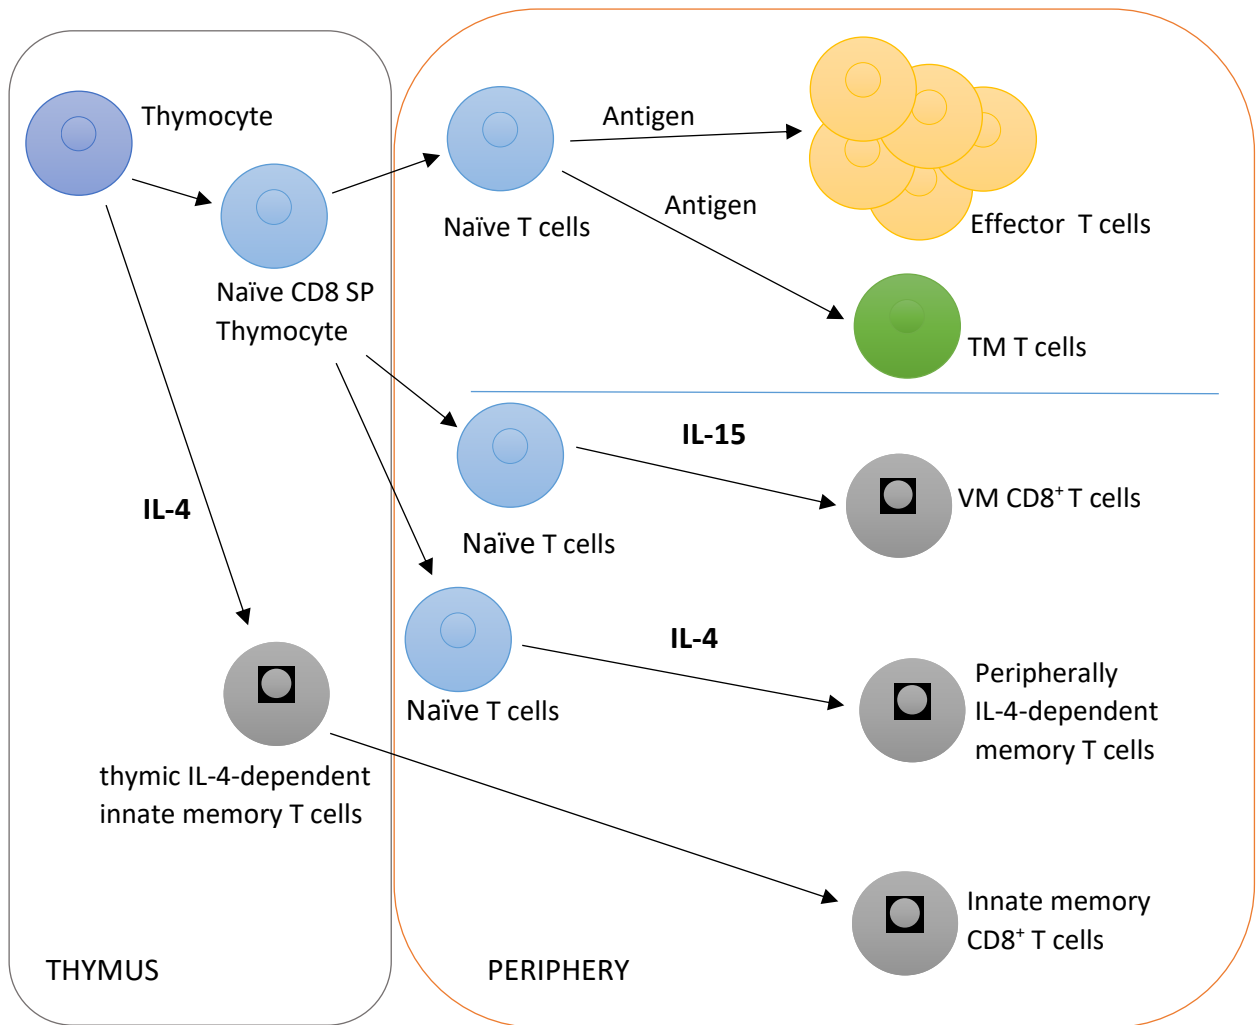 Thymocyte
Naïve CD8 SP
Thymocyte
Naïve T cells
Antigen
Antigen
Effector T cells
TM T cells
IL-15
Naïve T cells
VM CD8⁺ T cells
IL-4
IL-4
Naïve T cells
Peripherally
IL-4-dependent
memory T cells
thymic IL-4-dependent
innate memory T cells
Innate memory
CD8⁺ T cells
THYMUS
PERIPHERY